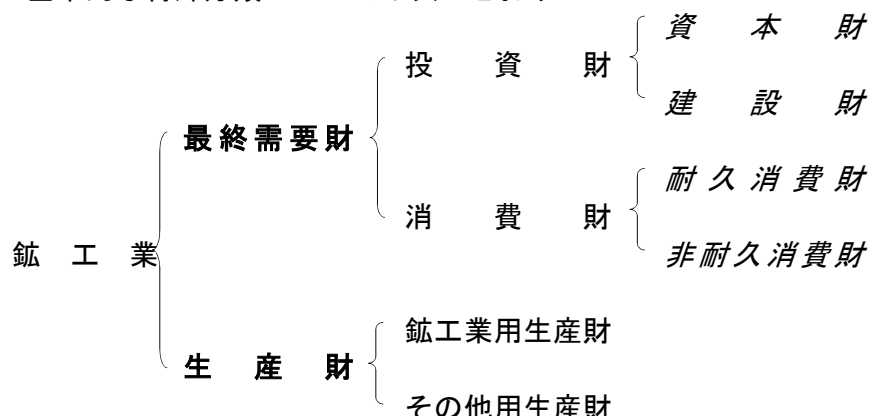 資本財
投資財
建設財
最終需要財
耐久消費財
消費財
非耐久消費財
鉱工業
鉱工業用生産財
生産財
その他用生産財